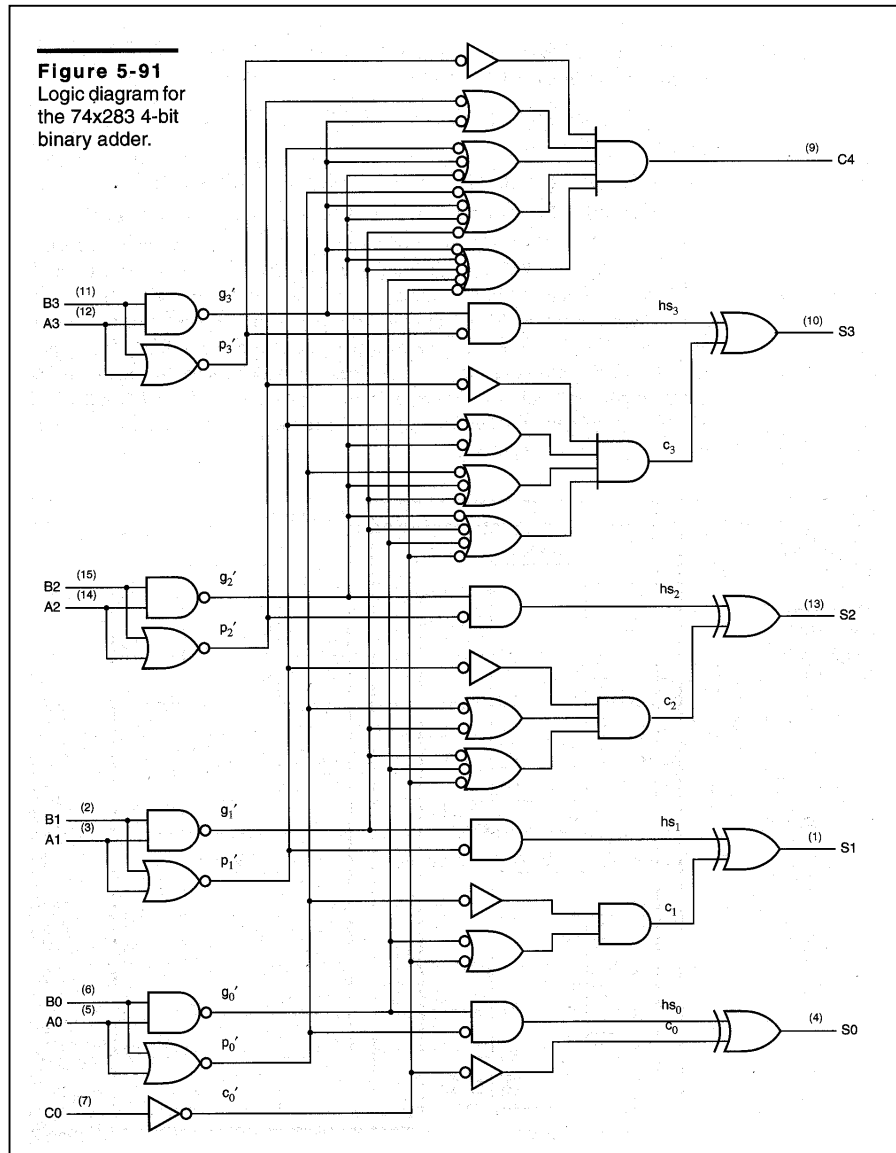 Figure 5-91
Logic diagram for
the 74x283 4-bit
binary adder.
(9)
C4
B3 (11)
A3 (12)
g3′
p3′
hs3
(10)
S3
c3
B2 (15)
A2 (14)
g2′
p2′
hs2
(13)
S2
c2
B1 (2)
A1 (3)
g1′
p1′
hs1
(1)
S1
c1
B0 (6)
A0 (5)
g0′
p0′
hs0
c0
(4)
S0
C0 (7)
c0′